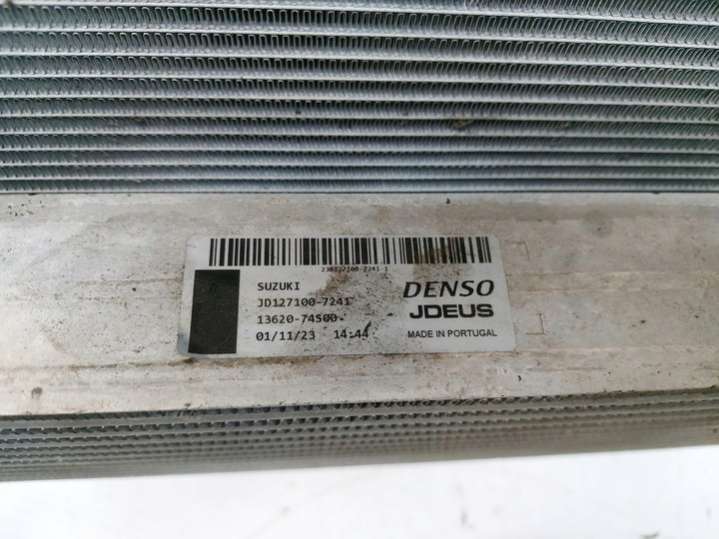 SUZUKI
JD127100-7241
13620-74S00
01/11/23 14:44
DENSO
JDEUS
MADE IN PORTUGAL